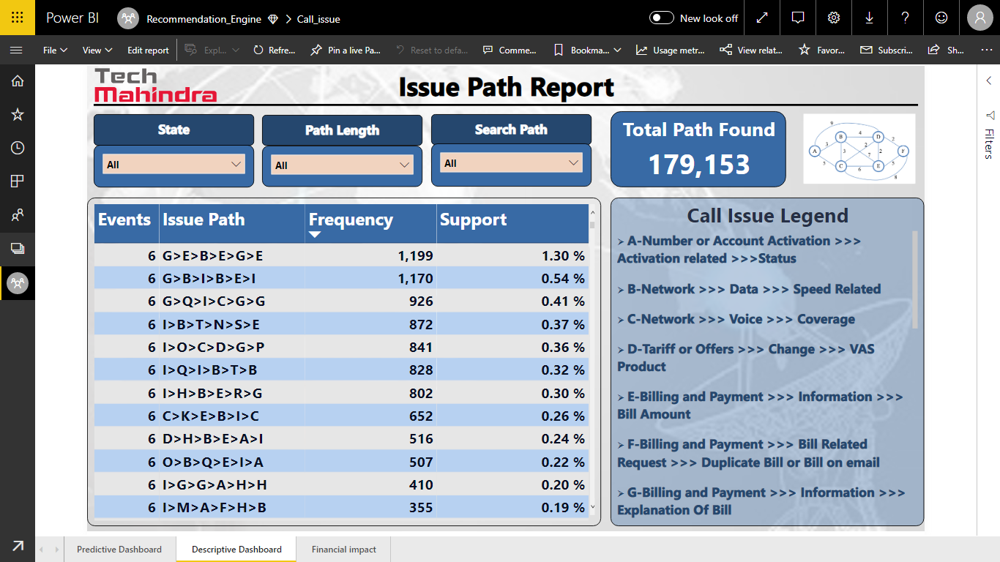 Power BI
Recommendation_Engine
Call_issue
New look off
File
View
Edit report
Expl...
Refre...
Pin a live Pa...
Reset to defa...
Comme...
Bookma...
Usage metr...
View relat...
Favor...
Subscri...
Sh...
Tech
Mahindra
Issue Path Report
State
Path Length
Search Path
All
All
All
Total Path Found
179,153
9
B 4 D
3 2 2
A 3 7 2 F
5 5
C 6 E
8
Filters
Events Issue Path Frequency Support
6 G>E>B>E>G>E 1,199 1.30 %
6 G>B>I>B>E>I 1,170 0.54 %
6 G>Q>I>C>G>G 926 0.41 %
6 I>B>T>N>S>E 872 0.37 %
6 I>O>C>D>G>P 841 0.36 %
6 I>Q>I>B>T>B 828 0.32 %
6 I>H>B>E>R>G 802 0.30 %
6 C>K>E>B>I>C 652 0.26 %
6 D>H>B>E>A>I 516 0.24 %
6 O>B>Q>E>I>A 507 0.22 %
6 I>G>G>A>H>H 410 0.20 %
6 I>M>A>F>H>B 355 0.19 %
Call Issue Legend
➢ A-Number or Account Activation >>>
Activation related >>>Status
➢ B-Network >>> Data >>> Speed Related
➢ C-Network >>> Voice >>> Coverage
➢ D-Tariff or Offers >>> Change >>> VAS
Product
➢ E-Billing and Payment >>> Information >>>
Bill Amount
➢ F-Billing and Payment >>> Bill Related
Request >>> Duplicate Bill or Bill on email
➢ G-Billing and Payment >>> Information >>>
Explanation Of Bill
Predictive Dashboard
Descriptive Dashboard
Financial impact